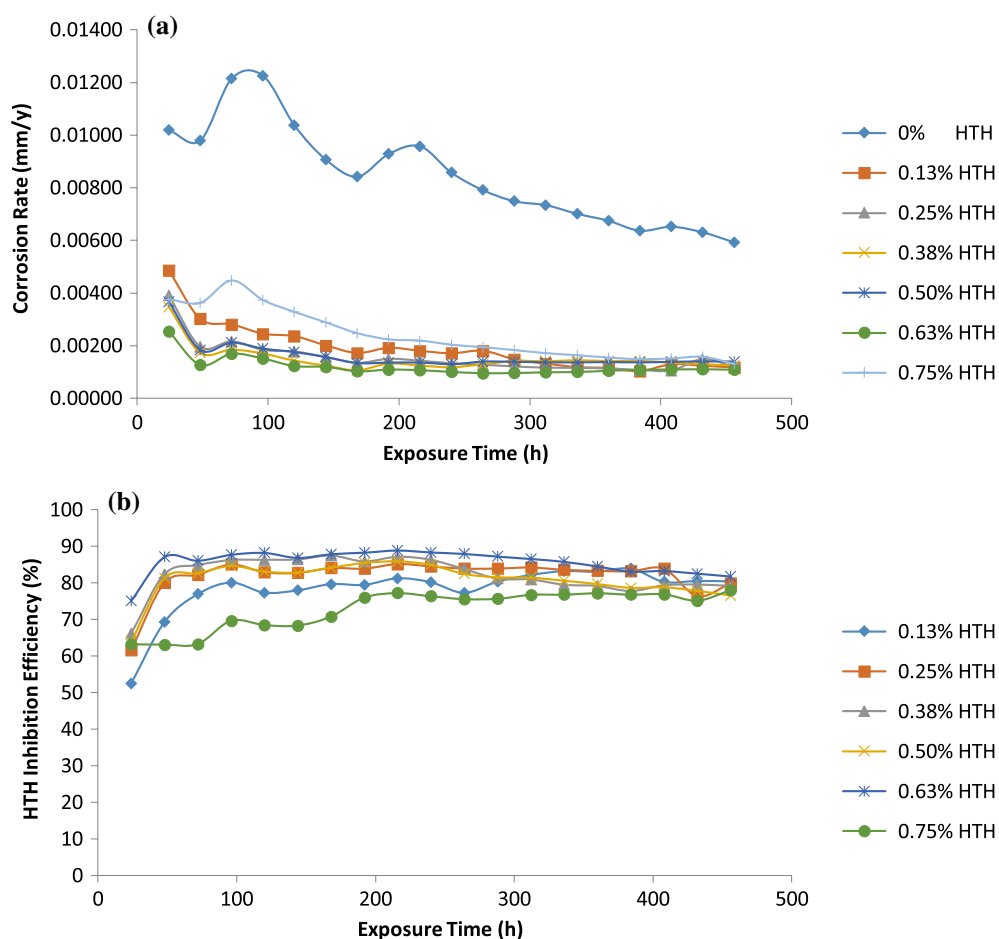 (a)
0.01400
0.01200
0.01000
0.00800
0.00600
0.00400
0.00200
0.00000
Corrosion Rate (mm/y)
0 100 200 300 400 500
Exposure Time (h)
0% HTH
0.13% HTH
0.25% HTH
0.38% HTH
0.50% HTH
0.63% HTH
0.75% HTH
(b)
100
90
80
70
60
50
40
30
20
10
0
HTH Inhibition Efficiency (%)
0 100 200 300 400 500
Exposure Time (h)
0.13% HTH
0.25% HTH
0.38% HTH
0.50% HTH
0.63% HTH
0.75% HTH